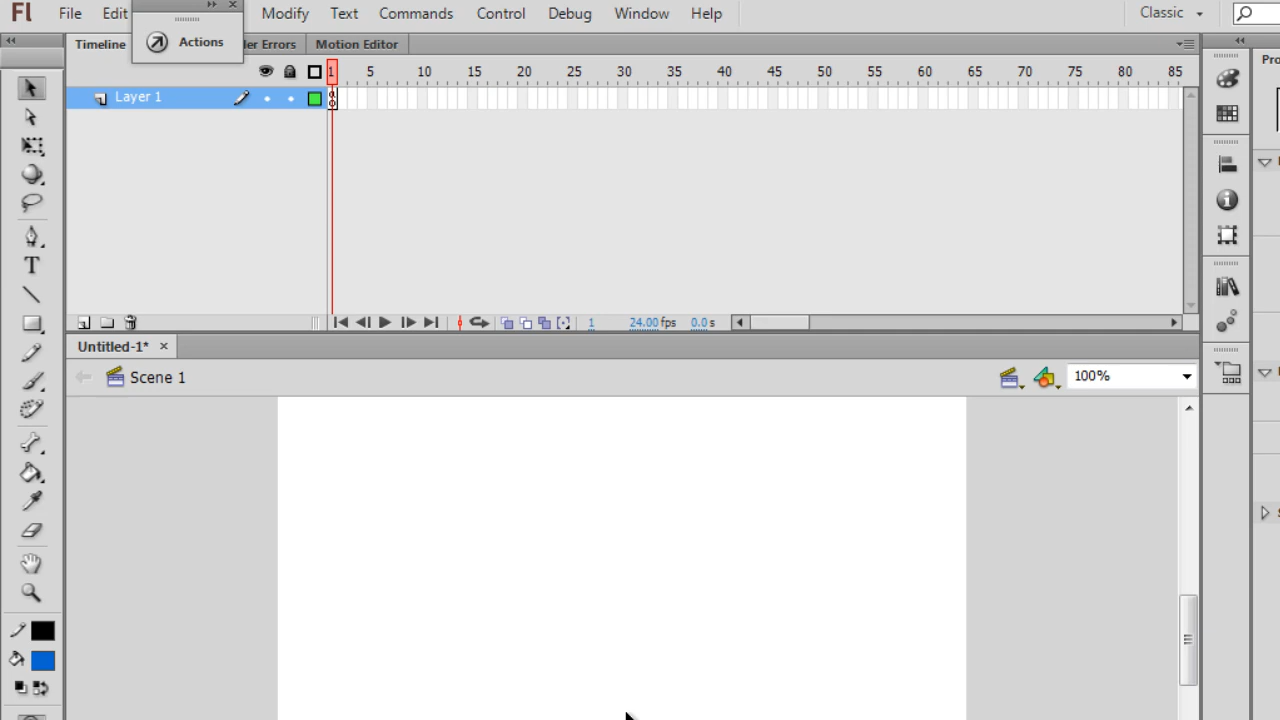 Fl File Edit Modify Text Commands Control Debug Window Help Classic
Actions
Timeline ler Errors Motion Editor
1 5 10 15 20 25 30 35 40 45 50 55 60 65 70 75 80 85
Pro
Layer 1
T
1 24.00 fps 0.0 s
Untitled-1*
Scene 1 100%